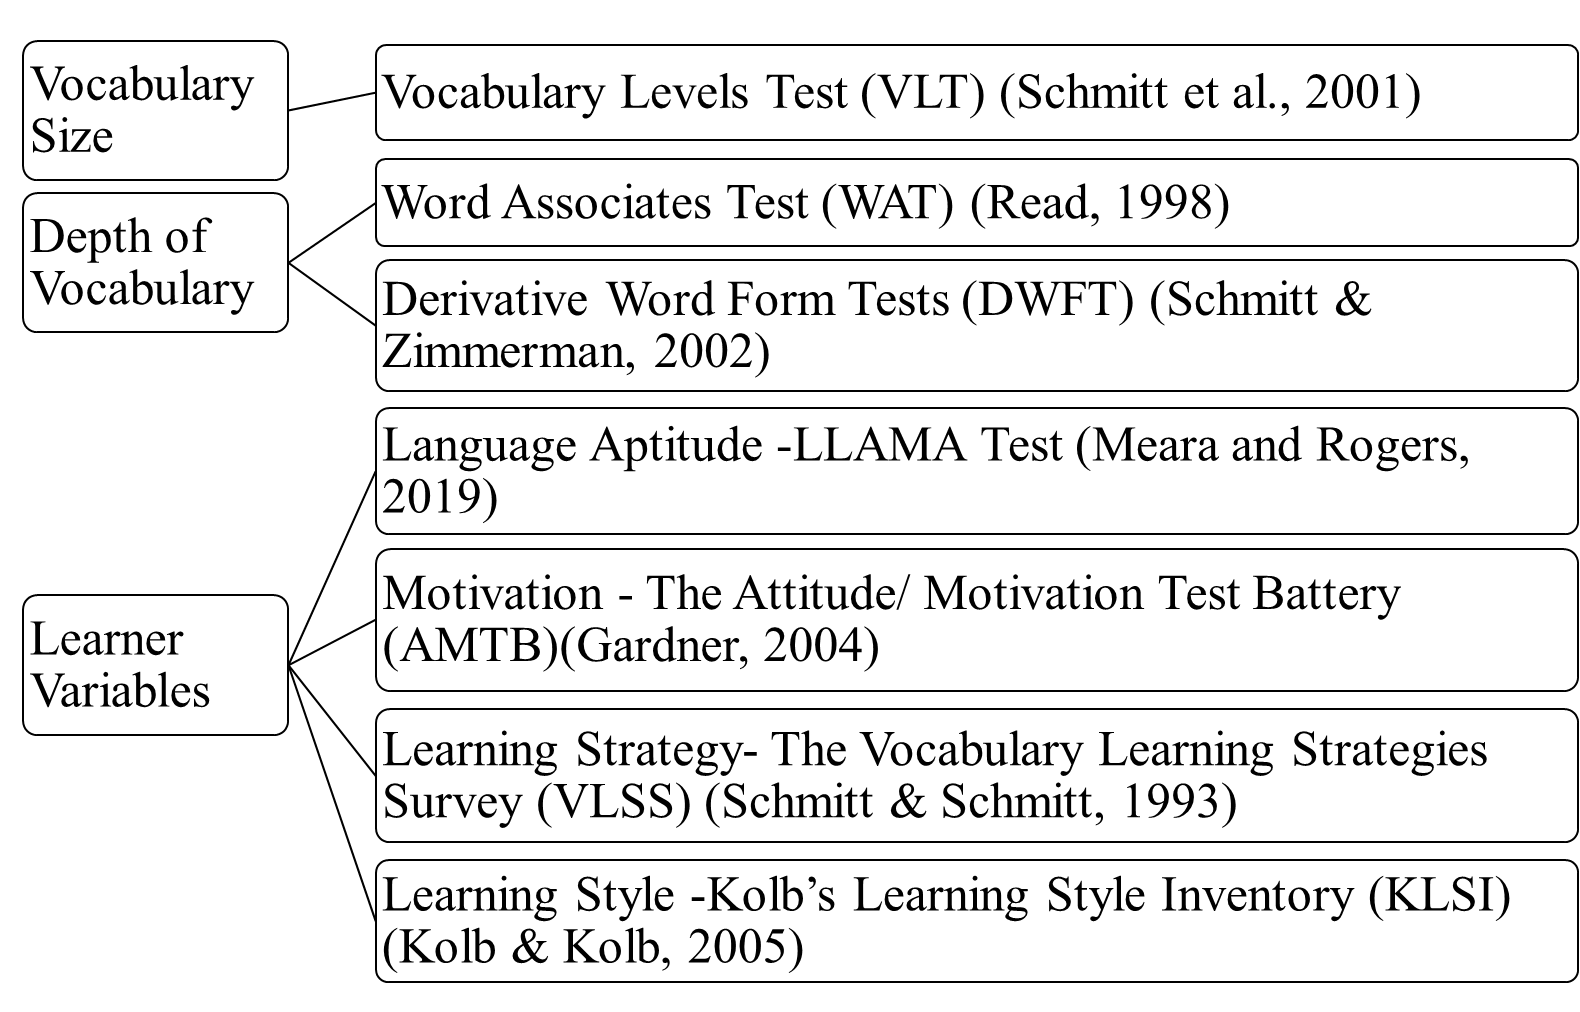 Vocabulary
Size
Vocabulary Levels Test (VLT) (Schmitt et al., 2001)
Depth of
Vocabulary
Word Associates Test (WAT) (Read, 1998)
Derivative Word Form Tests (DWFT) (Schmitt &
Zimmerman, 2002)
Learner
Variables
Language Aptitude -LLAMA Test (Meara and Rogers,
2019)
Motivation - The Attitude/ Motivation Test Battery
(AMTB)(Gardner, 2004)
Learning Strategy- The Vocabulary Learning Strategies
Survey (VLSS) (Schmitt & Schmitt, 1993)
Learning Style -Kolb’s Learning Style Inventory (KLSI)
(Kolb & Kolb, 2005)